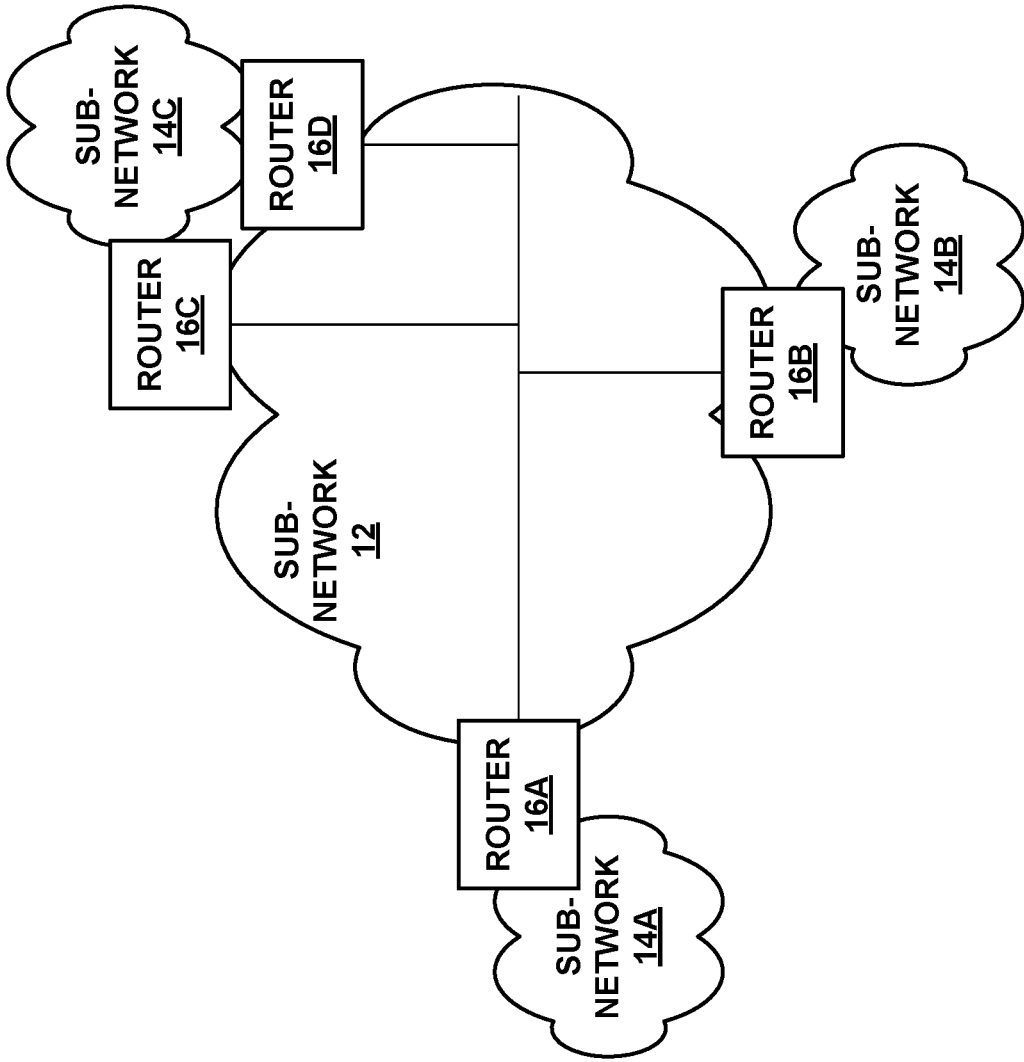 SUB-
NETWORK
14C
ROUTER
16D
ROUTER
16C
SUB-
NETWORK
14B
ROUTER
16B
SUB-
NETWORK
12
ROUTER
16A
SUB-
NETWORK
14A